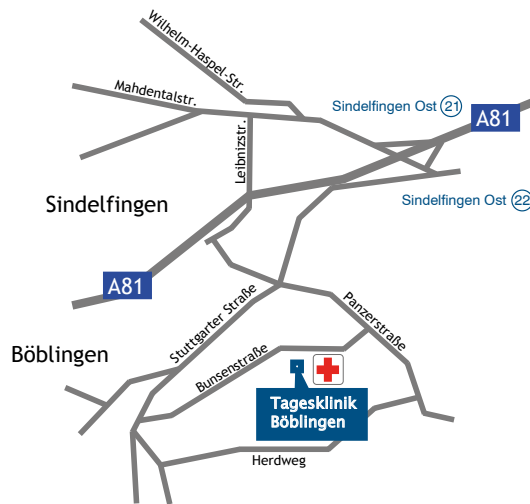 Wilhelm-Haspel-Str.
Mahdentalstr.
Sindelfingen Ost 21
A81
Leibnizstr.
Sindelfingen
Sindelfingen Ost 22
A81
Stuttgarter Straße
Panzerstraße
Böblingen
Bunsenstraße
Tagesklinik
Böblingen
Herdweg